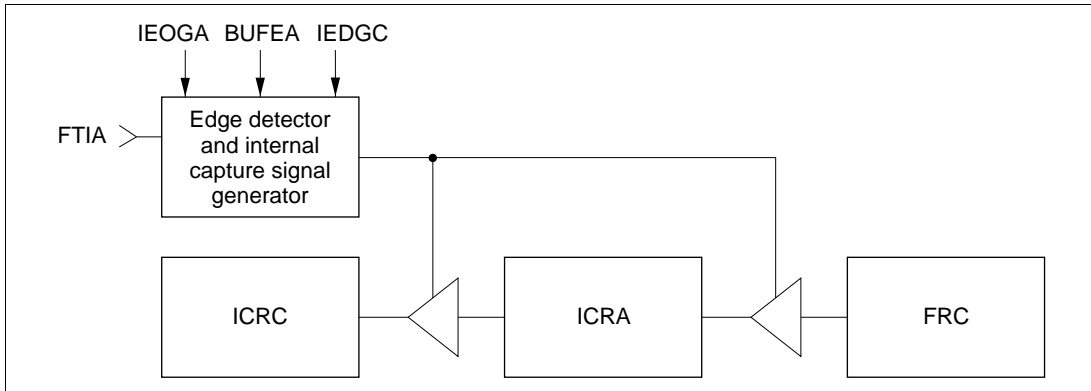 IEOGA BUFEA IEDGC
FTIA
Edge detector
and internal
capture signal
generator
ICRC ICRA FRC